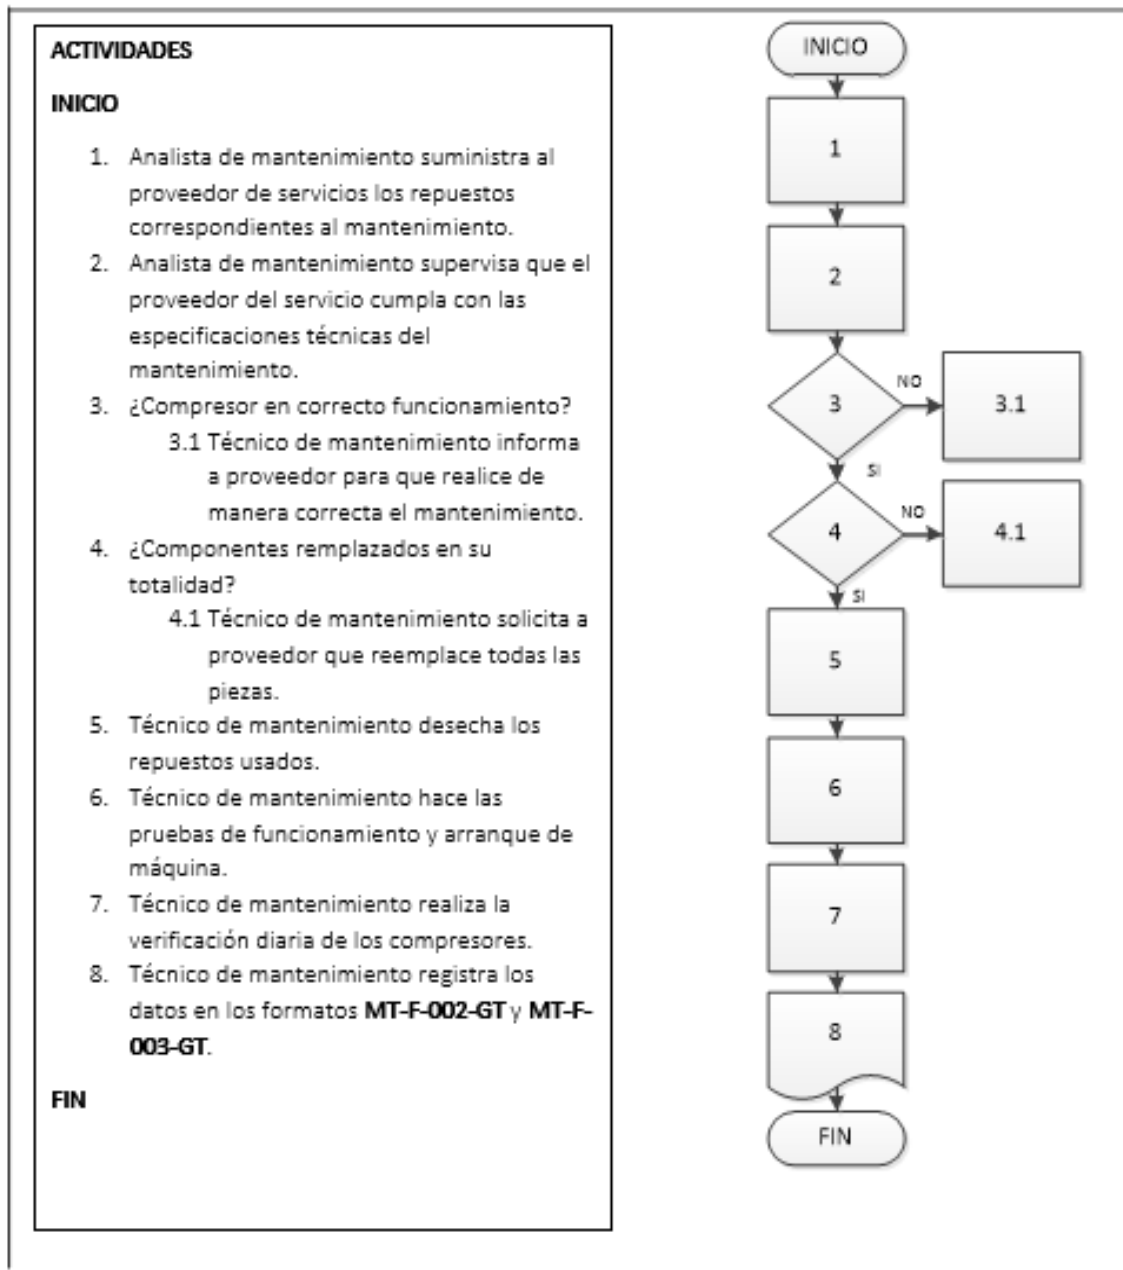 ACTIVIDADES
INICIO
1. Analista de mantenimiento suministra al
proveedor de servicios los repuestos
correspondientes al mantenimiento.
2. Analista de mantenimiento supervisa que el
proveedor del servicio cumpla con las
especificaciones técnicas del
mantenimiento.
3. ¿Compresor en correcto funcionamiento?
3.1 Técnico de mantenimiento informa
a proveedor para que realice de
manera correcta el mantenimiento.
4. ¿Componentes remplazados en su
totalidad?
4.1 Técnico de mantenimiento solicita a
proveedor que reemplace todas las
piezas.
5. Técnico de mantenimiento desecha los
repuestos usados.
6. Técnico de mantenimiento hace las
pruebas de funcionamiento y arranque de
máquina.
7. Técnico de mantenimiento realiza la
verificación diaria de los compresores.
8. Técnico de mantenimiento registra los
datos en los formatos MT-F-002-GT y MT-F-
003-GT.
FIN
INICIO
1
2
3
NO
3.1
SI
4
NO
4.1
SI
5
6
7
8
FIN